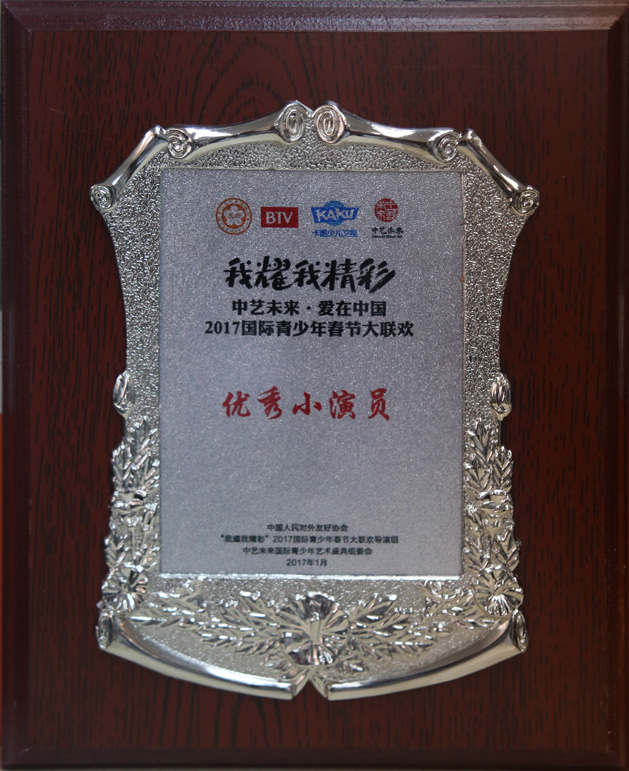 BTV
KAKU
卡酷少儿卫视
中艺未来
我耀我精彩
中艺未来·爱在中国
2017国际青少年春节大联欢
优秀小演员
中国人民对外友好协会
“我耀我精彩”2017国际青少年春节大联欢导演组
中艺未来国际青少年艺术盛典组委会
2017年1月